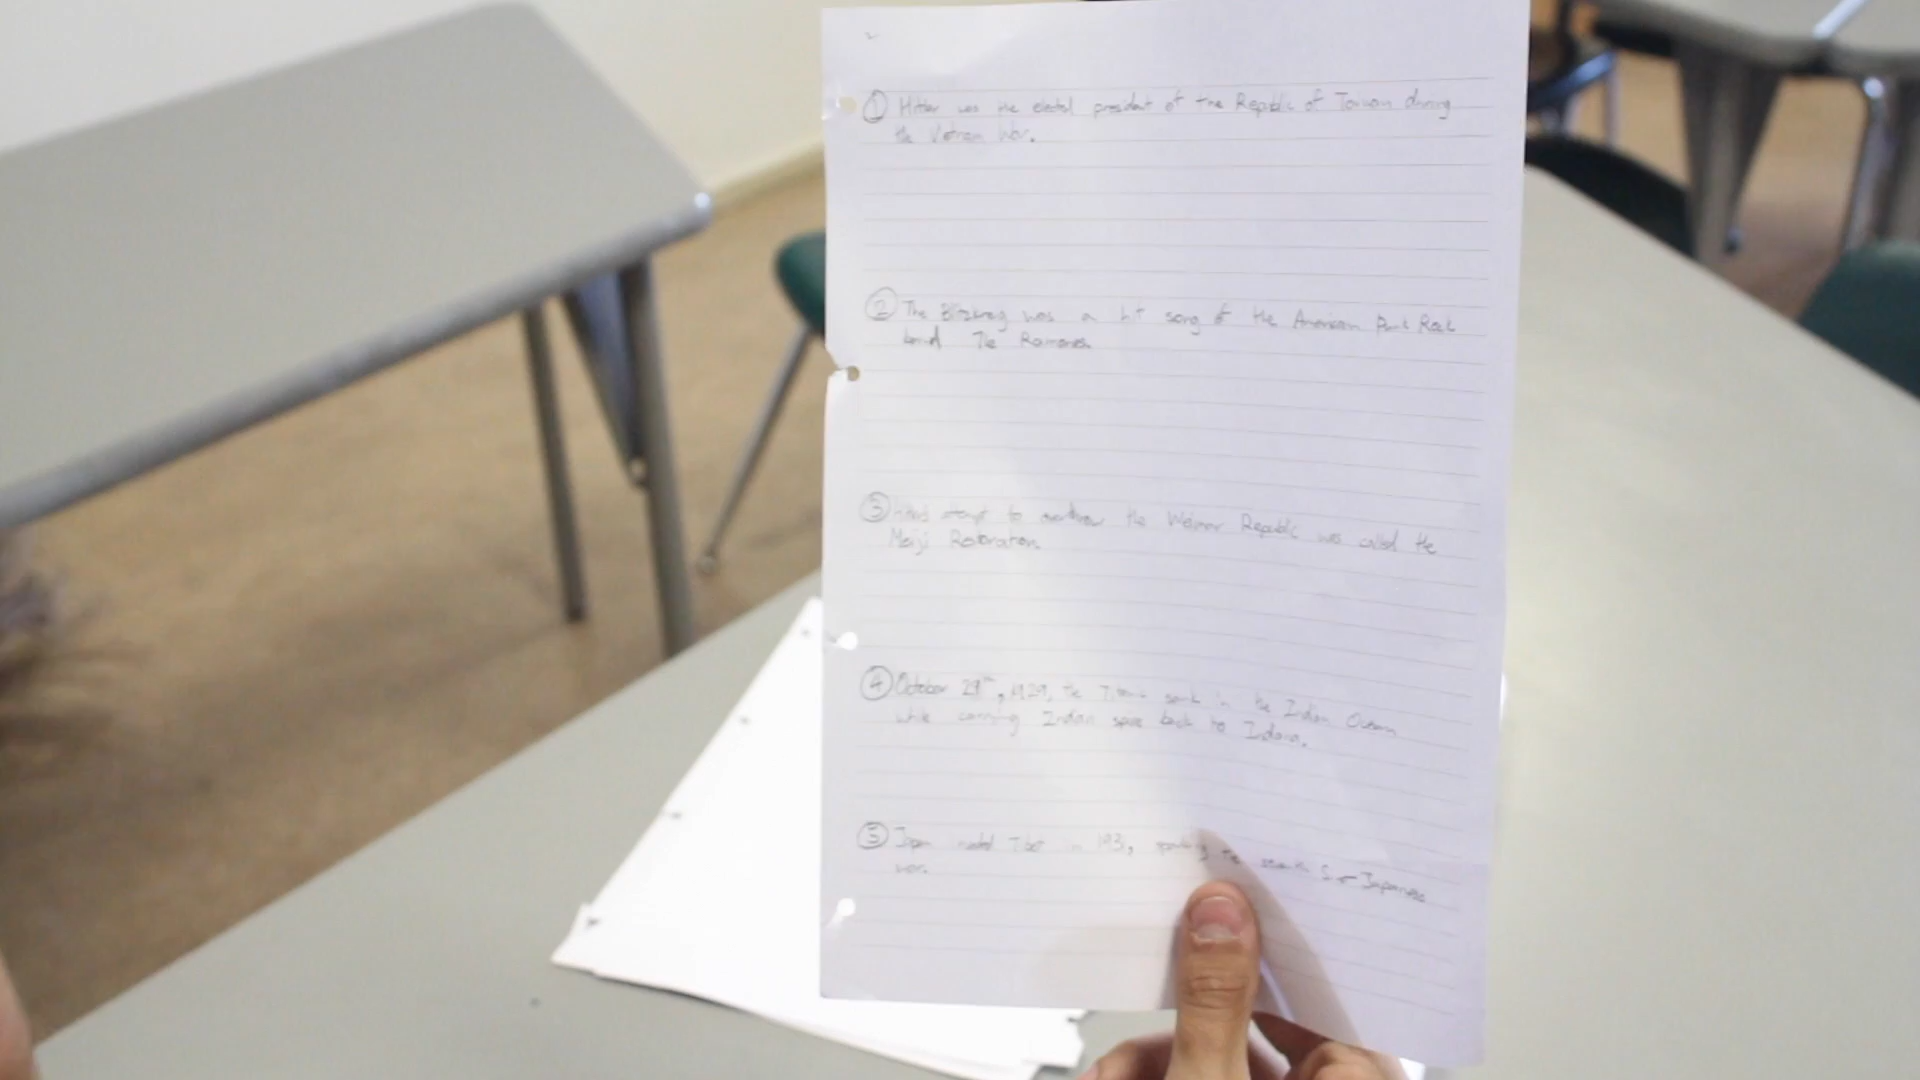 ① Hitler was the elected president of the Republic of Taiwan during
the Vietnam War.
② The Blitzkrieg was a hit song of the American Punk Rock
band The Ramones.
③ attempt to overthrow the Weimar Republic was called the
Meiji Restoration.
④ October 29th, 1929, the Titanic sank in the Indian Ocean
while carrying Indian back to
⑤ Japan invaded Tibet in 1931, the Sino Japanese
war.